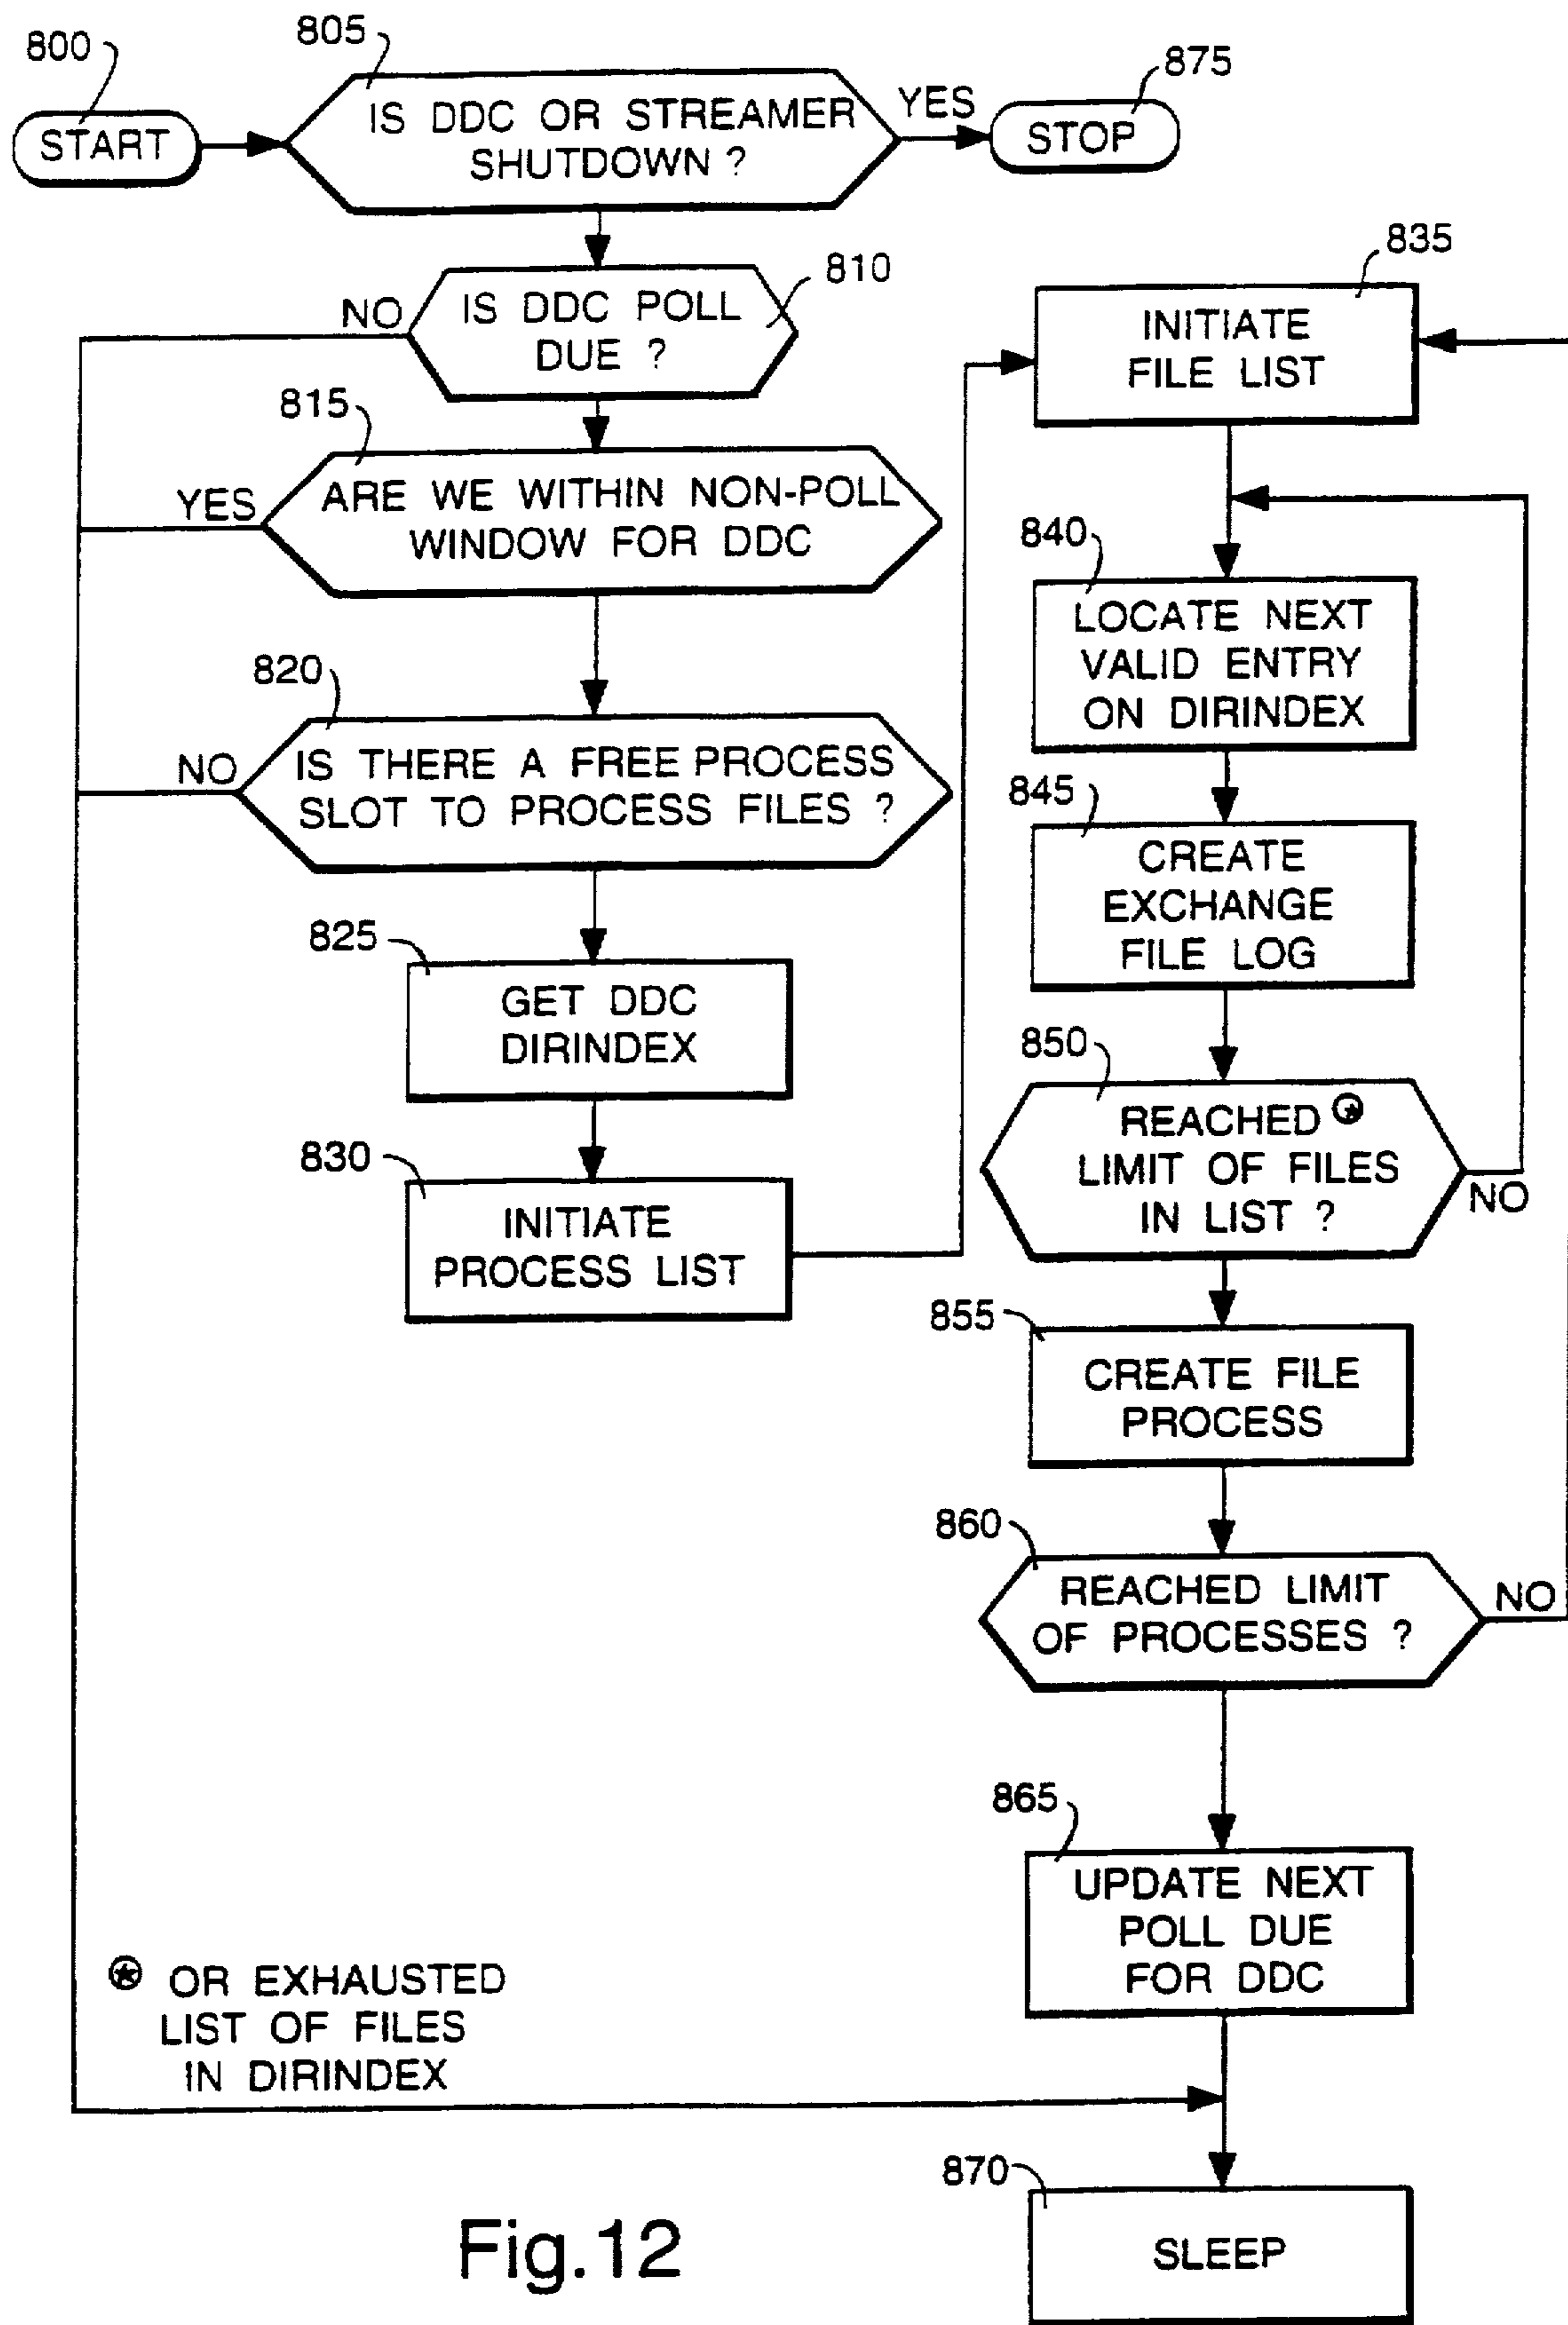 800
START
805
IS DDC OR STREAMER
SHUTDOWN ?
YES
875
STOP
810
IS DDC POLL
DUE ?
NO
815
ARE WE WITHIN NON-POLL
WINDOW FOR DDC
YES
820
IS THERE A FREE PROCESS
SLOT TO PROCESS FILES ?
NO
825
GET DDC
DIRINDEX
830
INITIATE
PROCESS LIST
835
INITIATE
FILE LIST
840
LOCATE NEXT
VALID ENTRY
ON DIRINDEX
845
CREATE
EXCHANGE
FILE LOG
850
REACHED ⍟
LIMIT OF FILES
IN LIST ?
NO
855
CREATE FILE
PROCESS
860
REACHED LIMIT
OF PROCESSES ?
NO
865
UPDATE NEXT
POLL DUE
FOR DDC
⍟ OR EXHAUSTED
LIST OF FILES
IN DIRINDEX
870
SLEEP
Fig.12